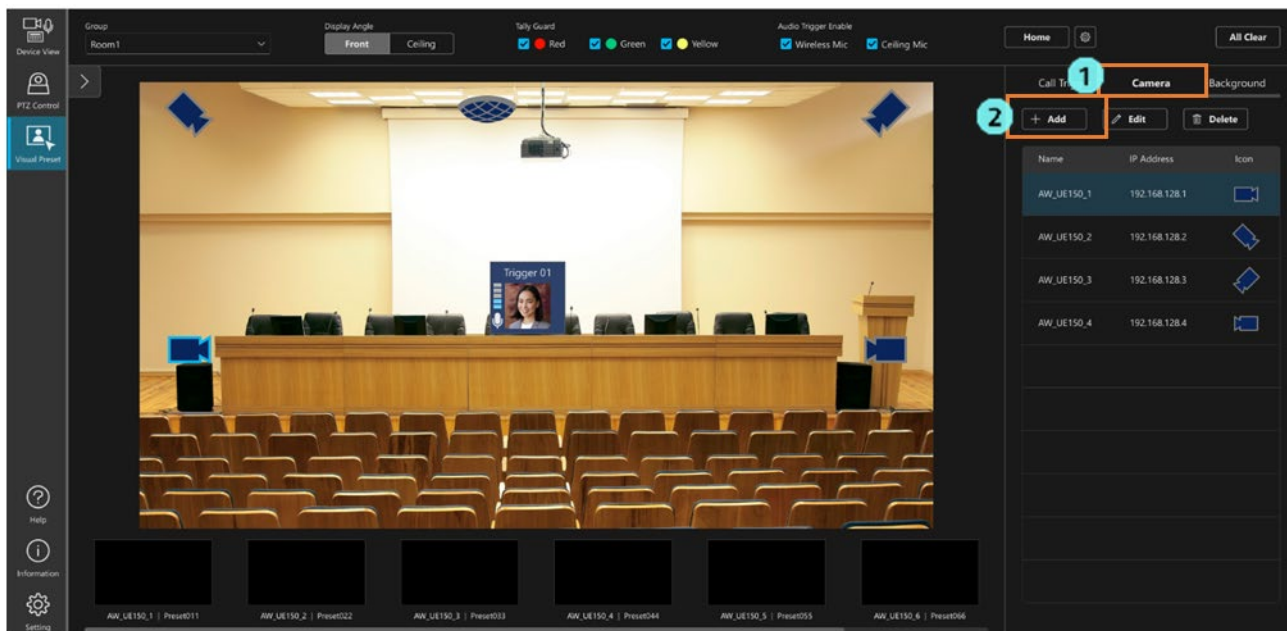 Device View
PTZ Control
Visual Preset
Help
Information
Setting
Group
Room1
Display Angle
Front Ceiling
Tally Guard
Red Green Yellow
Audio Trigger Enable
Wireless Mic Ceiling Mic
Home
All Clear
Call Tr
1
Camera
Background
2
+ Add
Edit
Delete
Name IP Address Icon
AW_UE150_1 192.168.128.1
AW_UE150_2 192.168.128.2
AW_UE150_3 192.168.128.3
AW_UE150_4 192.168.128.4
Trigger 01
AW_UE150_1 | Preset011
AW_UE150_2 | Preset022
AW_UE150_3 | Preset033
AW_UE150_4 | Preset044
AW_UE150_5 | Preset055
AW_UE150_6 | Preset066